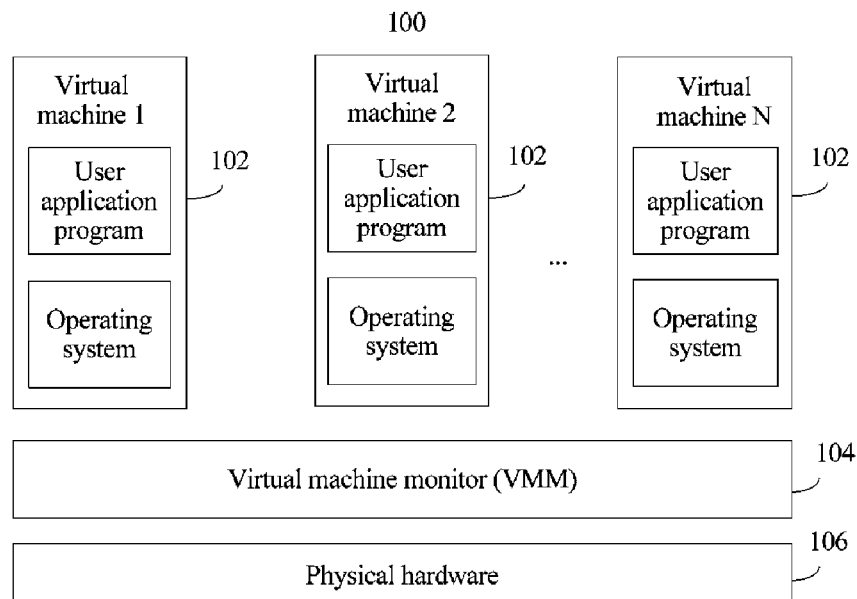 100
Virtual
machine 1
User
application
program
Operating
system
102
Virtual
machine 2
User
application
program
Operating
system
102
...
Virtual
machine N
User
application
program
Operating
system
102
Virtual machine monitor (VMM)
104
Physical hardware
106